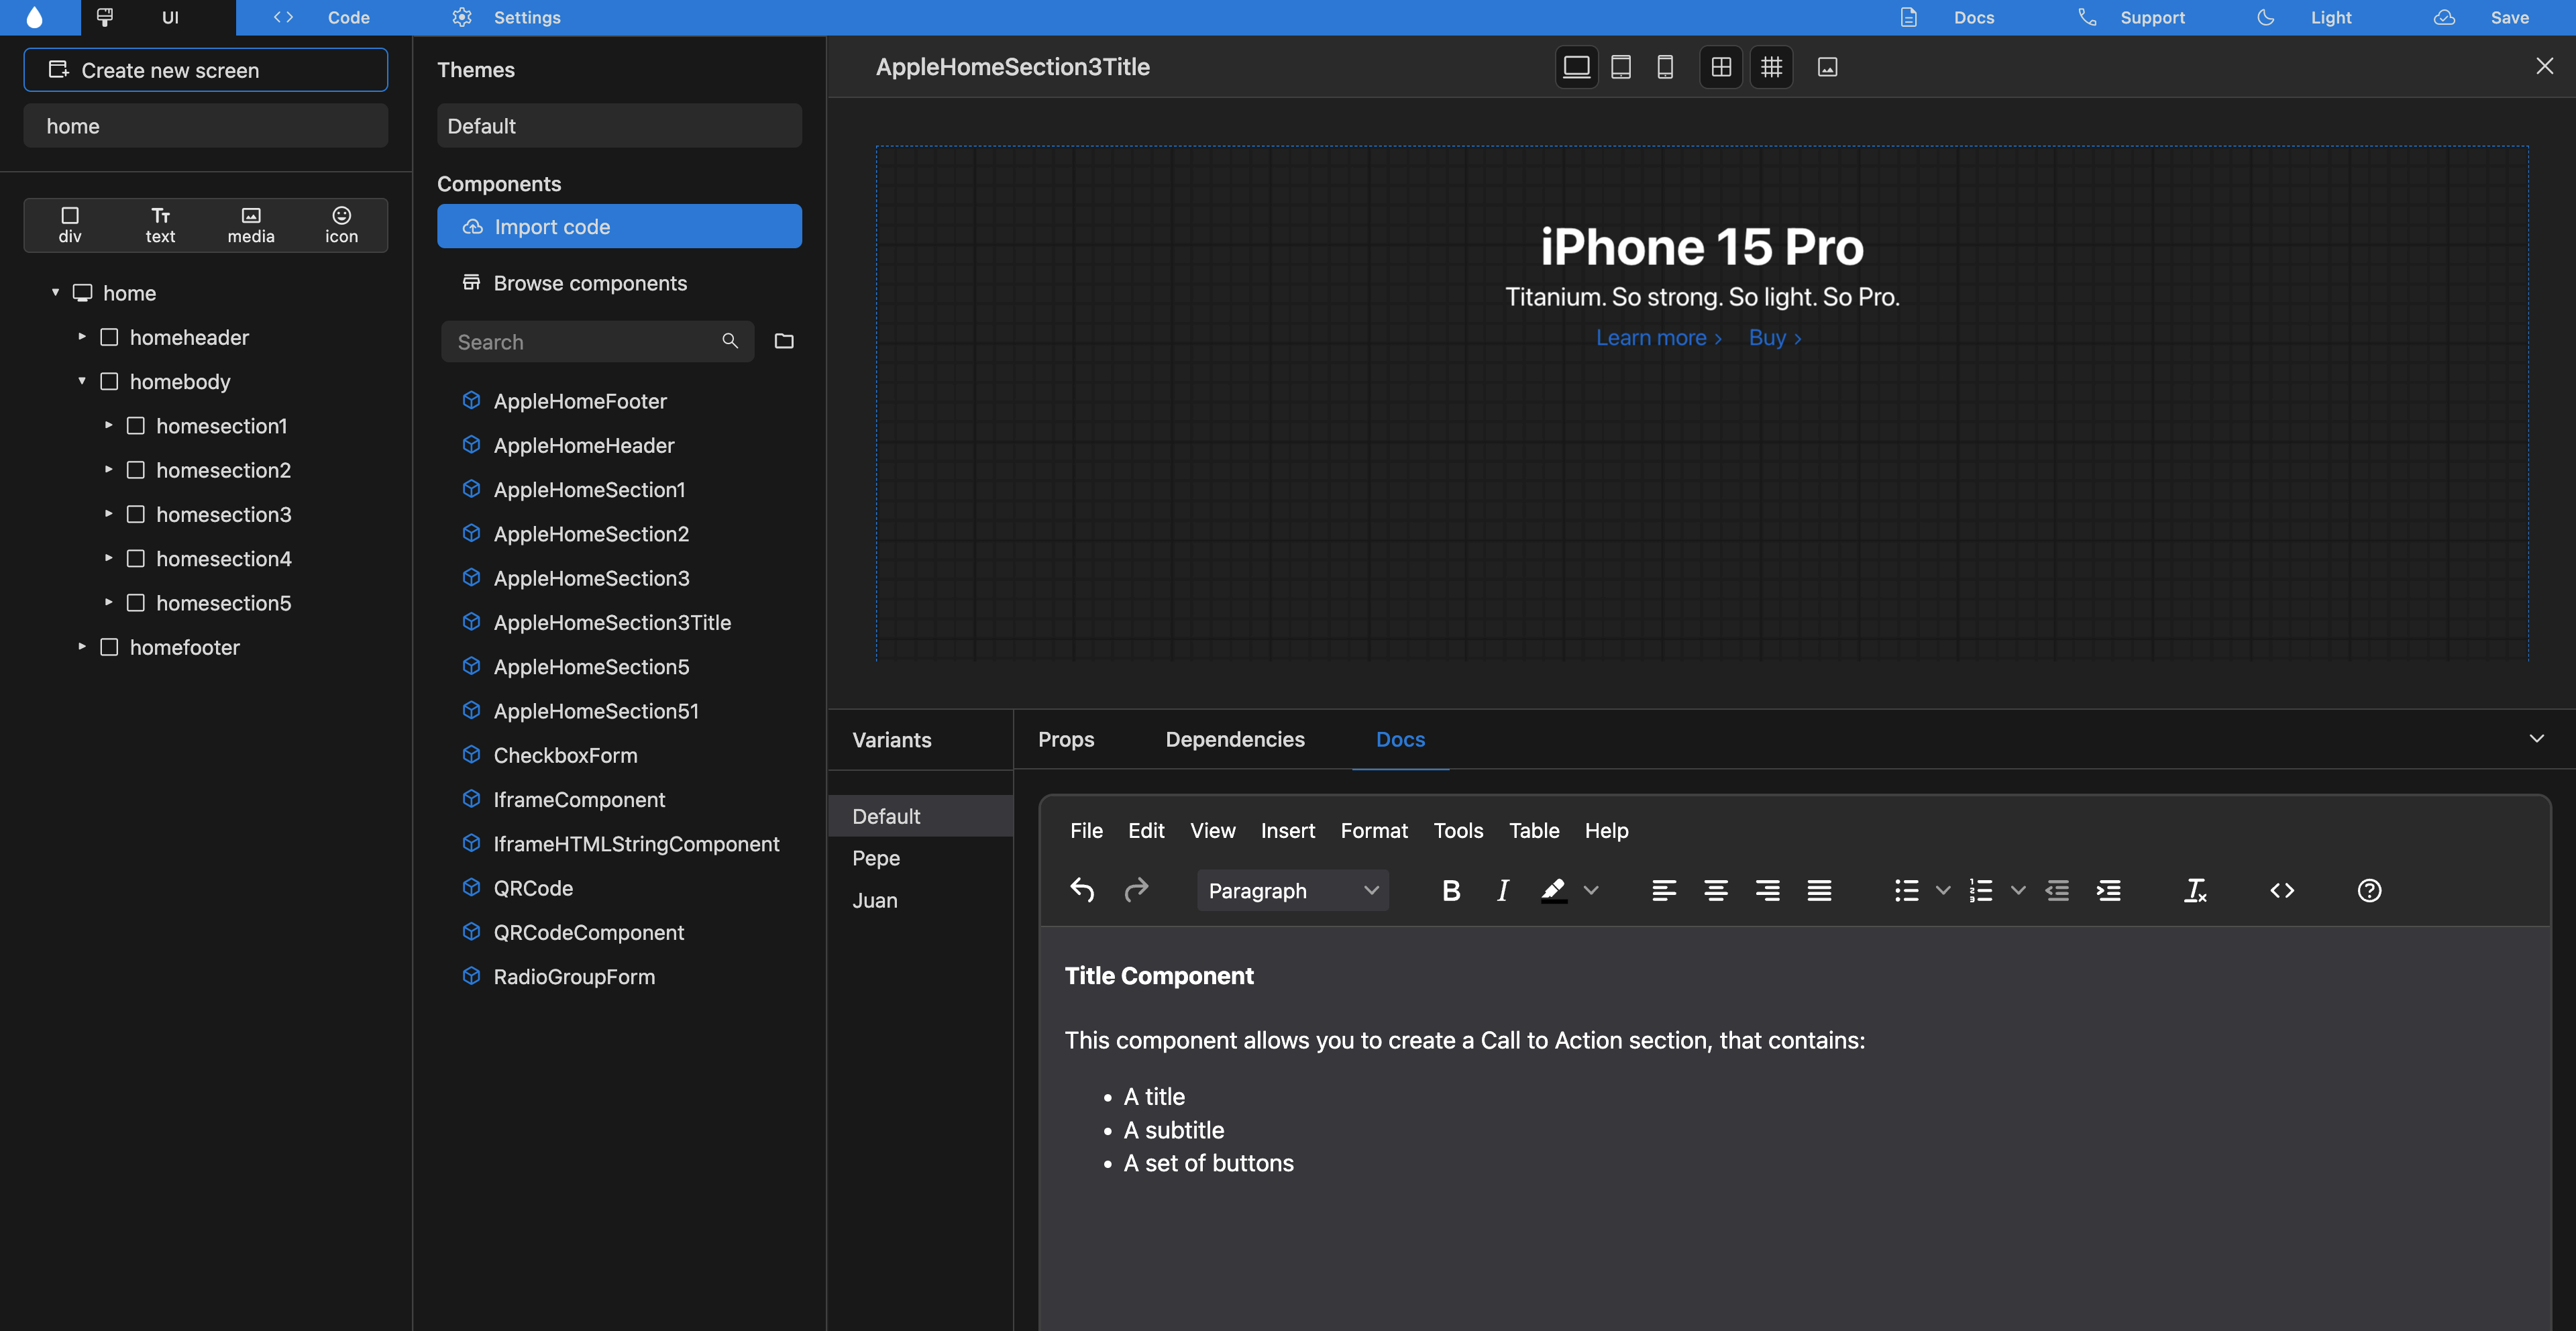 UI
Code
Settings
Docs
Support
Light
Save
Create new screen
home
div
text
media
icon
home
homeheader
homebody
homesection1
homesection2
homesection3
homesection4
homesection5
homefooter
Themes
Default
Components
Import code
Browse components
Search
AppleHomeFooter
AppleHomeHeader
AppleHomeSection1
AppleHomeSection2
AppleHomeSection3
AppleHomeSection3Title
AppleHomeSection5
AppleHomeSection51
CheckboxForm
IframeComponent
IframeHTMLStringComponent
QRCode
QRCodeComponent
RadioGroupForm
AppleHomeSection3Title
iPhone 15 Pro
Titanium. So strong. So light. So Pro.
Learn more > Buy >
Variants
Default
Pepe
Juan
Props Dependencies Docs
File Edit View Insert Format Tools Table Help
Paragraph
Title Component
This component allows you to create a Call to Action section, that contains:
• A title
• A subtitle
• A set of buttons